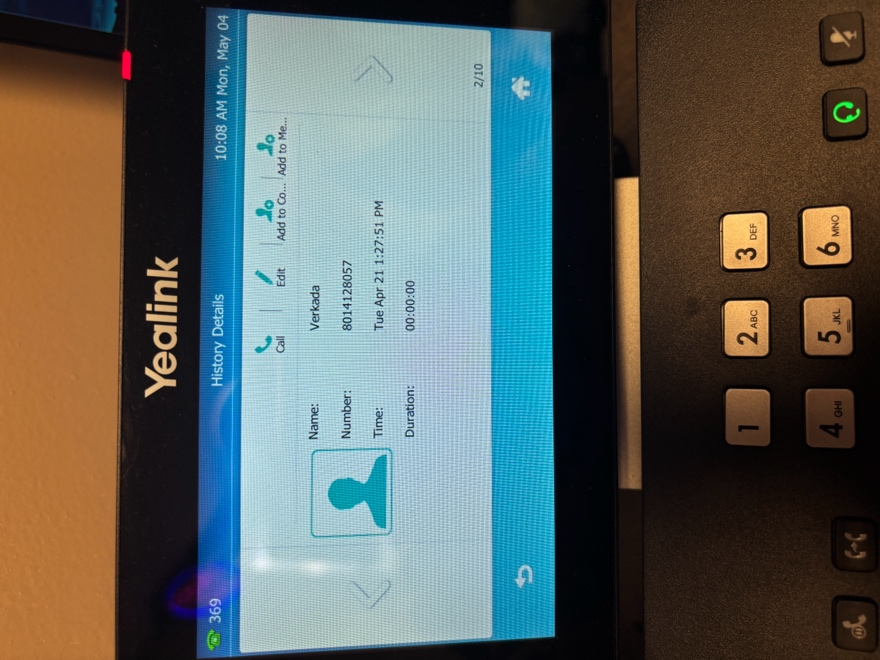 Yealink
369 History Details 10:08 AM Mon, May 04
Call Edit Add to Co... Add to Me...
Name: Verkada
Number: 8014128057
Time: Tue Apr 21 1:27:51 PM
Duration: 00:00:00
2/10
1 2 ABC 3 DEF
4 GHI 5 JKL 6 MNO